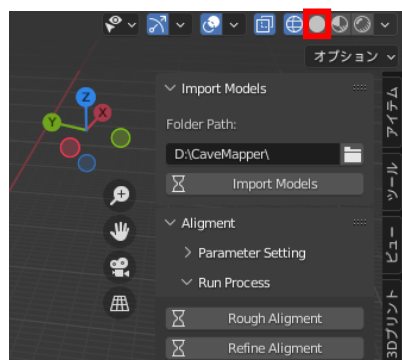 オプション
Z
X
Y
Import Models
Folder Path:
D:\CaveMapper\
Import Models
Aligment
Parameter Setting
Run Process
Rough Aligment
Refine Aligment
アイテム
ツール
ビュー
3Dプリント